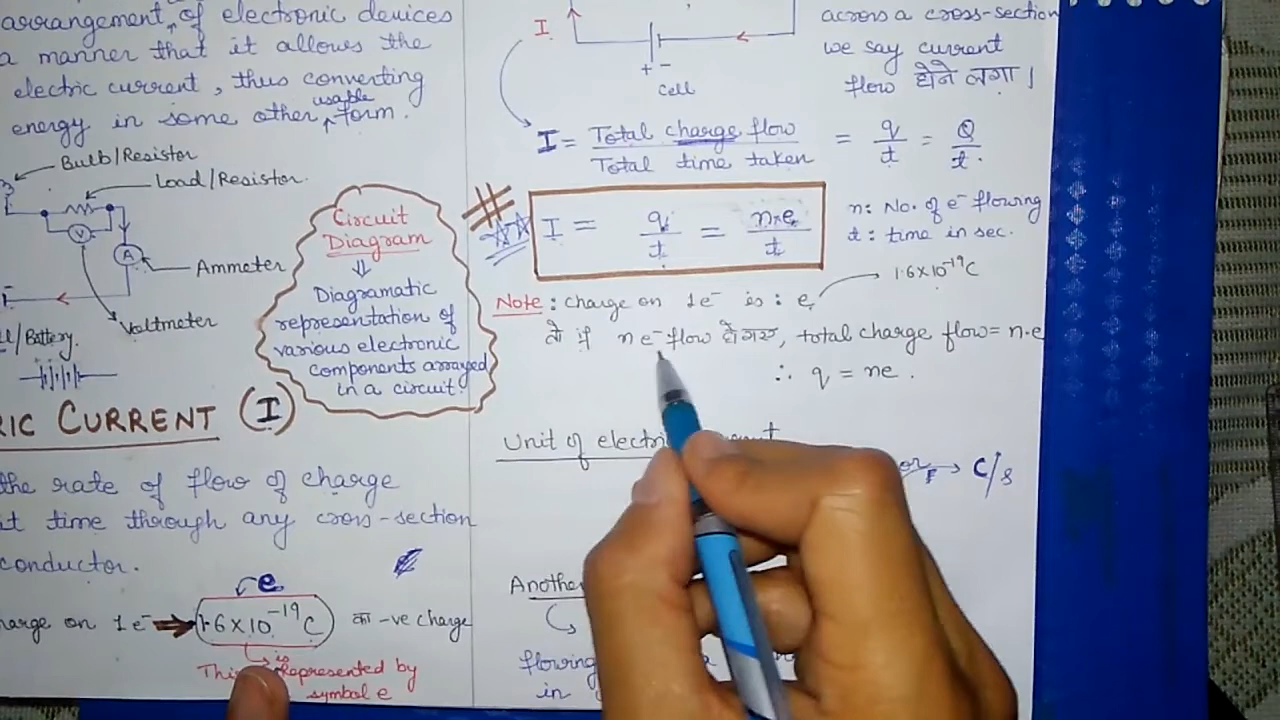 arrangement of electronic devices
a manner that it allows the
electric current, thus converting
energy in some other usable form.
Bulb/Resistor
Load/Resistor.
V
A
Ammeter
Voltmeter
/Battery.
Circuit
Diagram
Diagramatic
representation of
various electronic
components arrayed
in a circuit.
RIC CURRENT (I)
the rate of flow of charge
it time through any cross-section
conductor.
e
harge on 1e⁻ → 1.6×10⁻¹⁹C का -ve charge
This is Represented by
symbol e
I
+ -
Cell
across a cross-section
we say current
flow होने लगा।
I = Total charge flow / Total time taken = q/t = Q/t.
I = q/t = n×e/t
n: No. of e⁻ flowing
t: time in sec.
1.6×10⁻¹⁹C
Note: charge on 1e⁻ is: e
तो if n e⁻ flow हो गए, total charge flow = n.e
∴ q = ne.
Unit of electric
or → C/s
Another
flowing
in